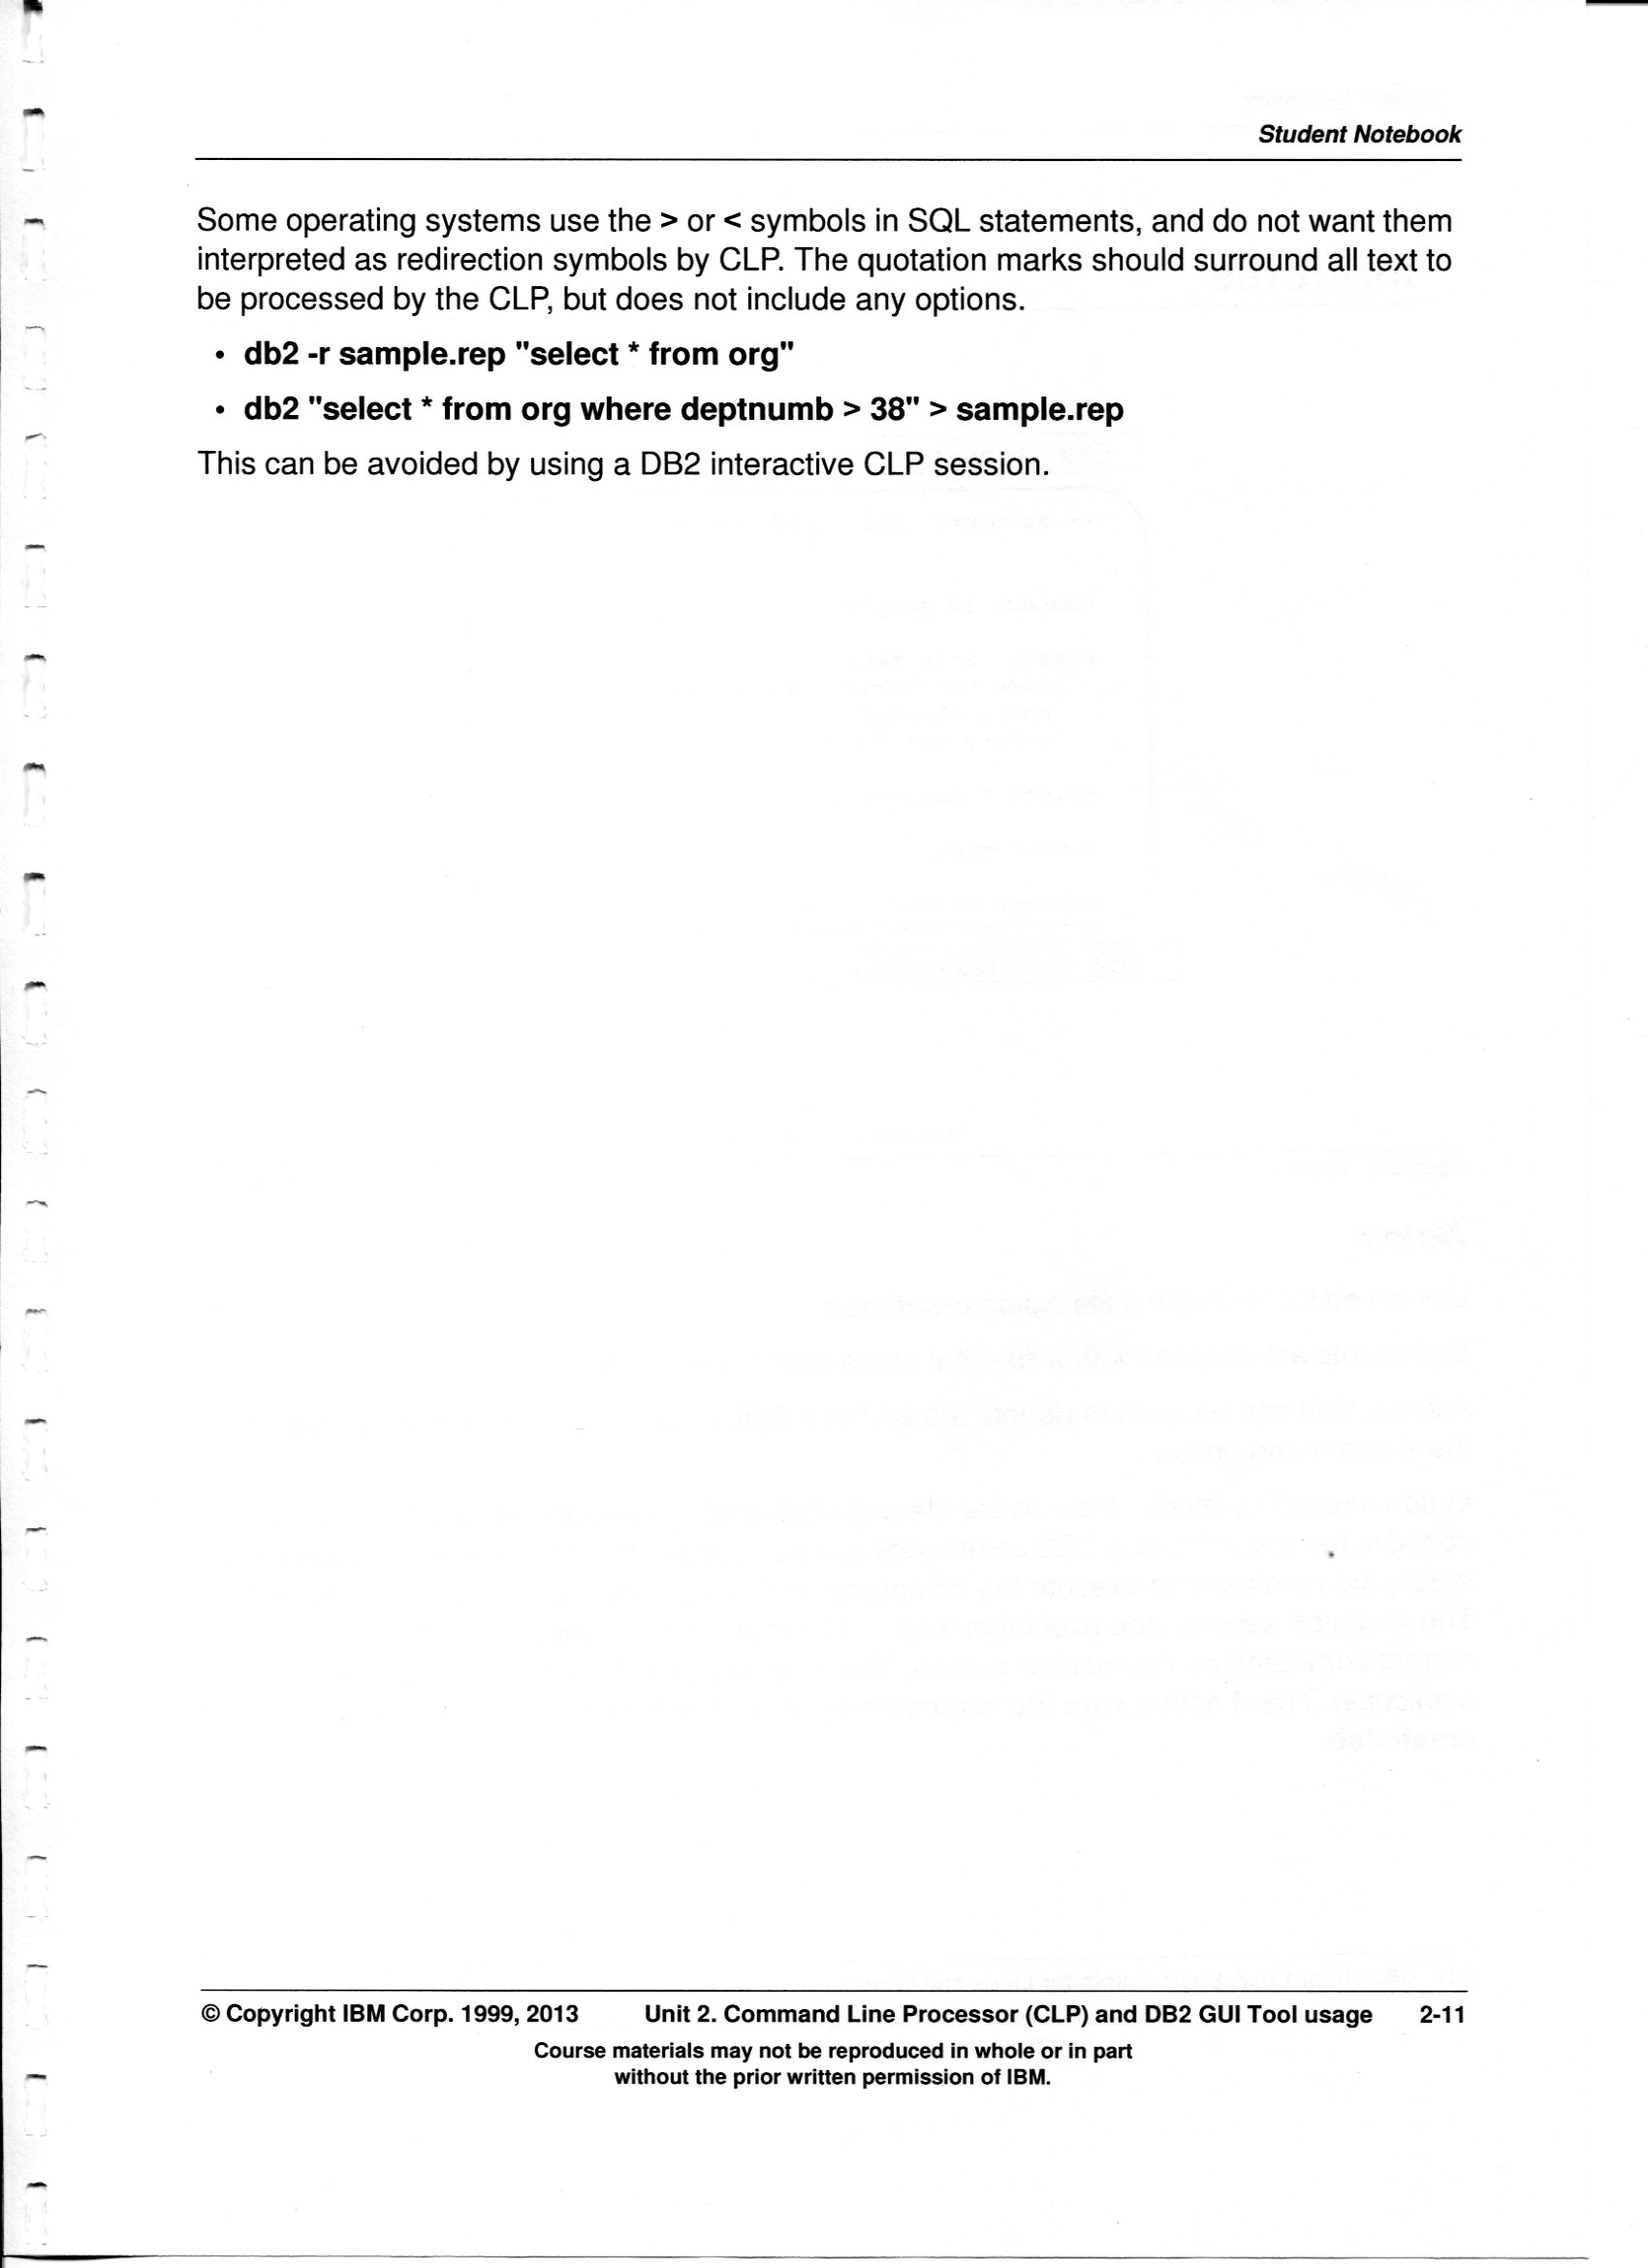 Student Notebook
Some operating systems use the > or < symbols in SQL statements, and do not want them
interpreted as redirection symbols by CLP. The quotation marks should surround all text to
be processed by the CLP, but does not include any options.
• db2 -r sample.rep "select * from org"
• db2 "select * from org where deptnumb > 38" > sample.rep
This can be avoided by using a DB2 interactive CLP session.
© Copyright IBM Corp. 1999, 2013 Unit 2. Command Line Processor (CLP) and DB2 GUI Tool usage 2-11
Course materials may not be reproduced in whole or in part
without the prior written permission of IBM.